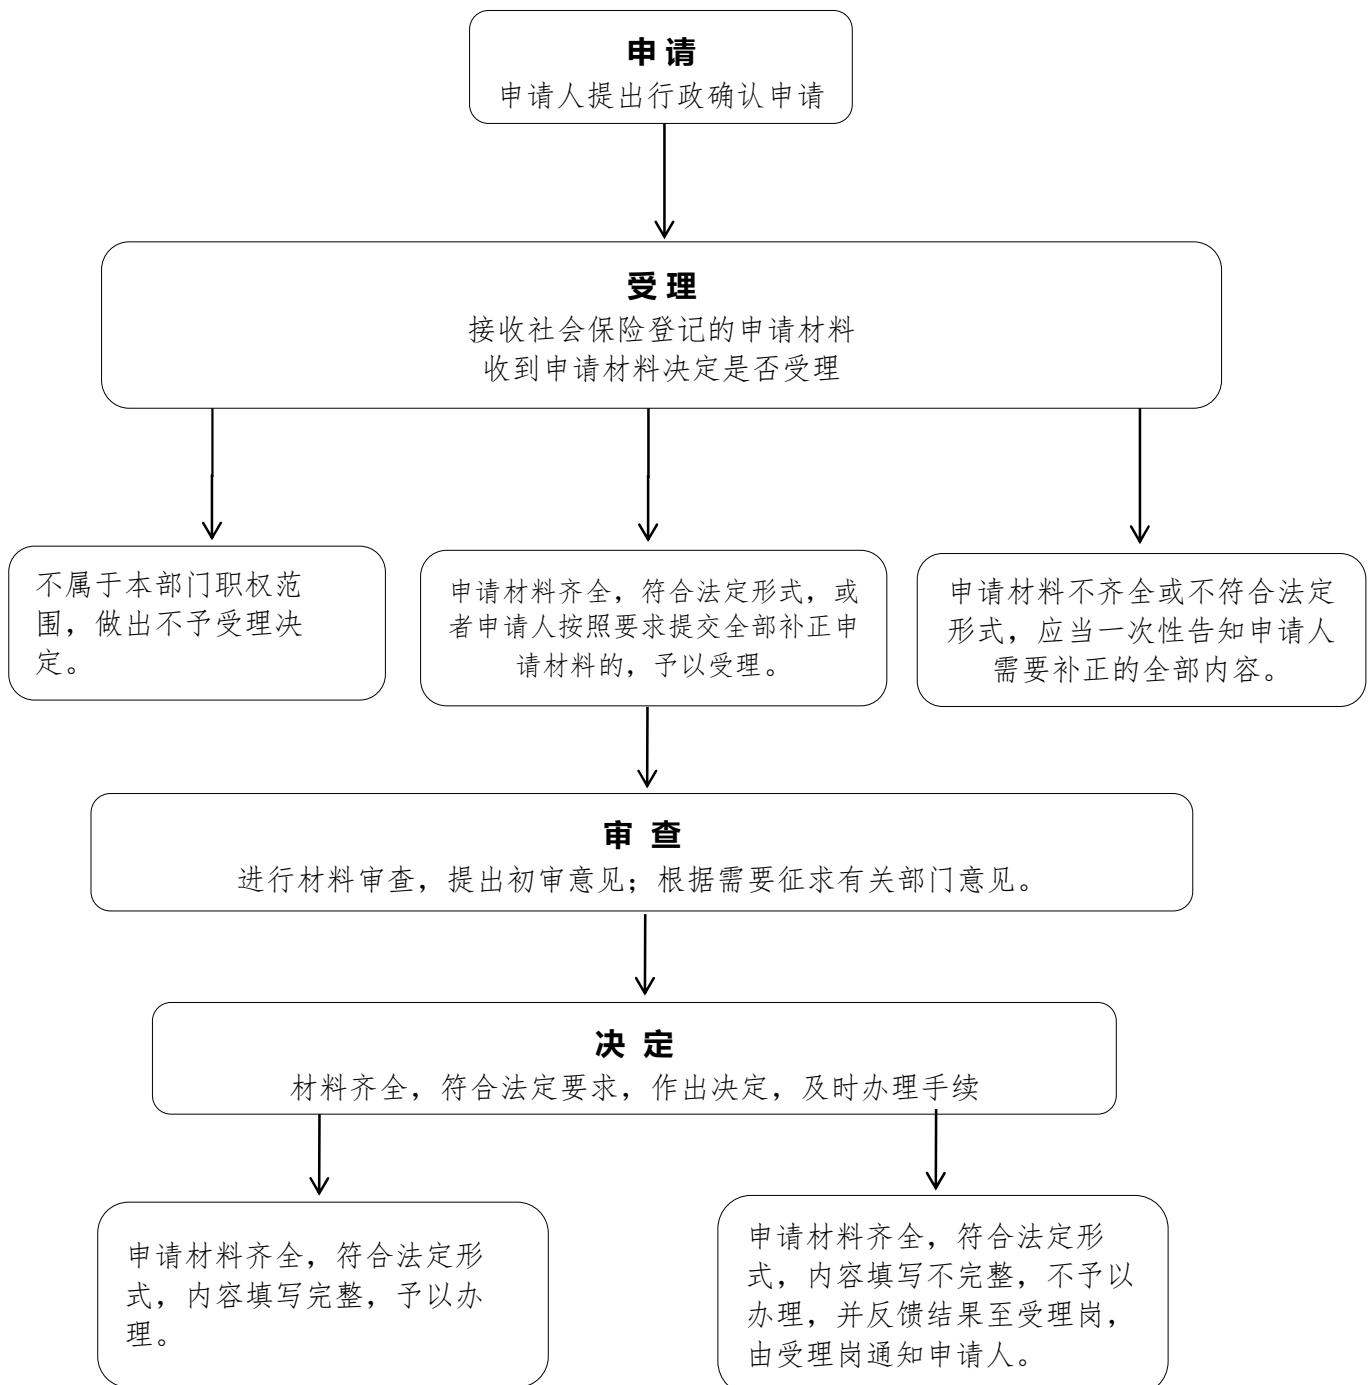 申请
申请人提出行政确认申请
受理
接收社会保险登记的申请材料
收到申请材料决定是否受理
不属于本部门职权范
围，做出不予受理决
定。
申请材料齐全，符合法定形式，或
者申请人按照要求提交全部补正申
请材料的，予以受理。
申请材料不齐全或不符合法定
形式，应当一次性告知申请人
需要补正的全部内容。
审 查
进行材料审查，提出初审意见；根据需要征求有关部门意见。
决 定
材料齐全，符合法定要求，作出决定，及时办理手续
申请材料齐全，符合法定形
式，内容填写完整，予以办
理。
申请材料齐全，符合法定形
式，内容填写不完整，不予以
办理，并反馈结果至受理岗，
由受理岗通知申请人。